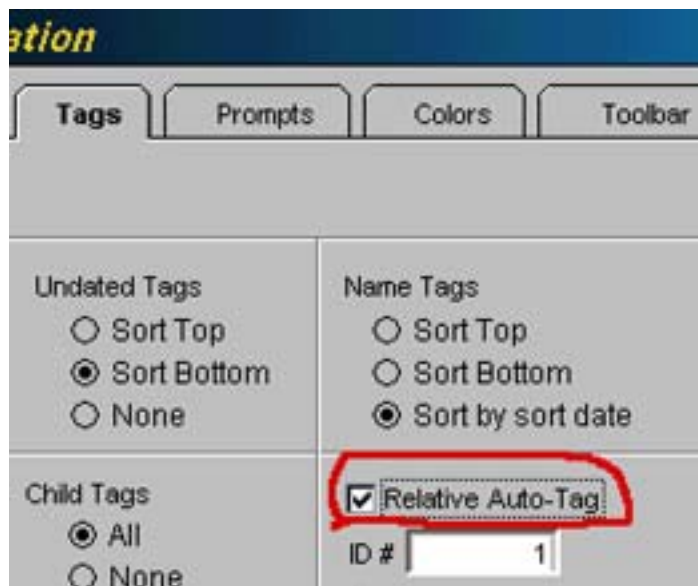 ation
Tags Prompts Colors Toolbar
Undated Tags
Sort Top
Sort Bottom
None
Name Tags
Sort Top
Sort Bottom
Sort by sort date
Child Tags
All
None
Relative Auto-Tag
ID # 1